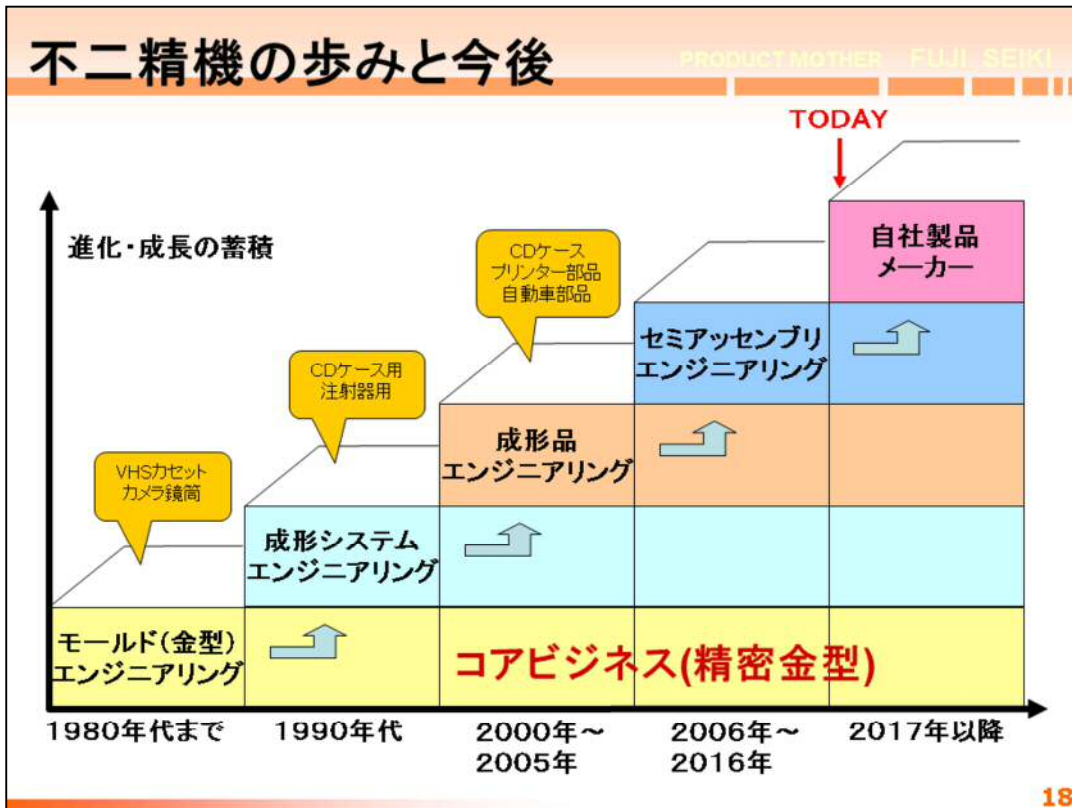 不二精機の歩みと今後
PRODUCT MOTHER FUJI SEIKI
TODAY
進化・成長の蓄積
CDケース
プリンター部品
自動車部品
自社製品
メーカー
CDケース用
注射器用
セミアッセンブリ
エンジニアリング
VHSカセット
カメラ鏡筒
成形品
エンジニアリング
成形システム
エンジニアリング
モールド(金型)
エンジニアリング
コアビジネス(精密金型)
1980年代まで
1990年代
2000年～
2005年
2006年～
2016年
2017年以降
18